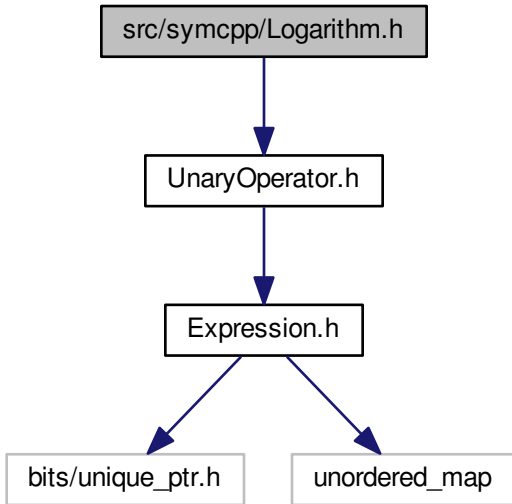 src/symcpp/Logarithm.h
UnaryOperator.h
Expression.h
bits/unique_ptr.h
unordered_map